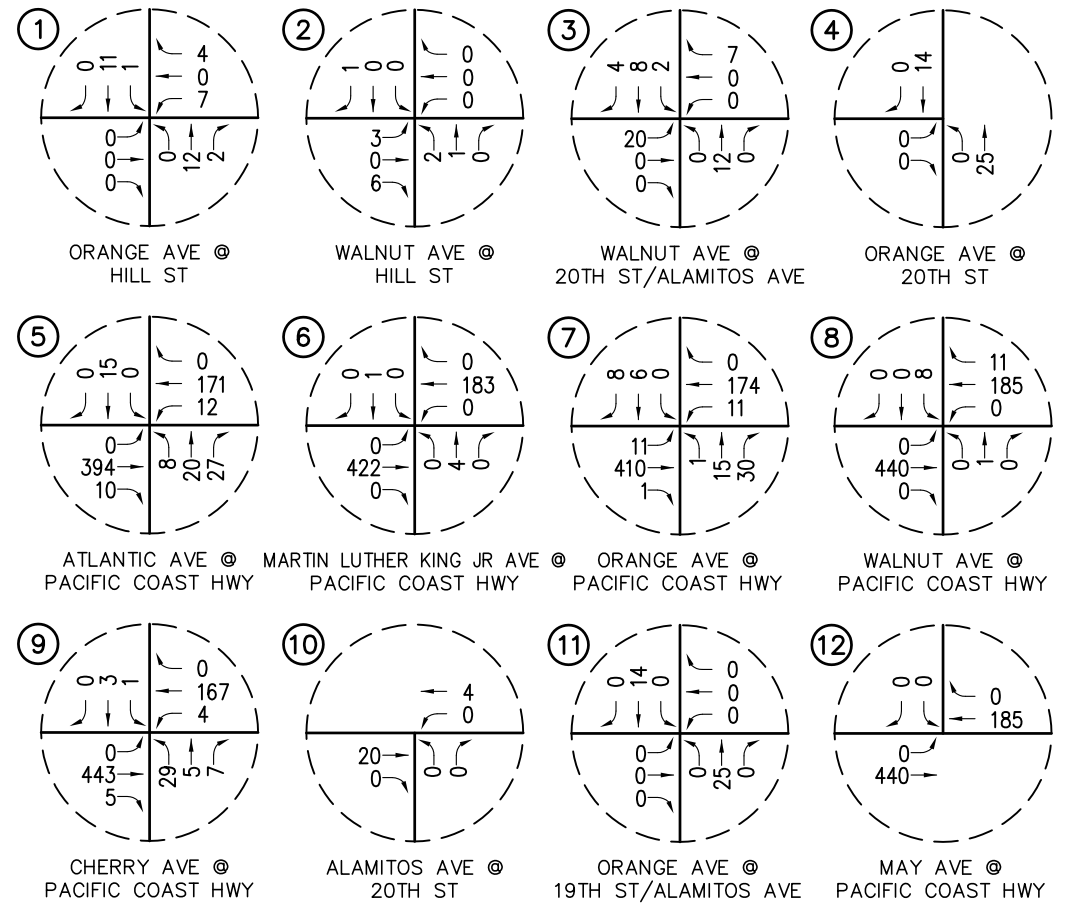 1
0 11 1
4
0
7
0
0
0
0 12 2
ORANGE AVE @
HILL ST
2
1 0 0
0
0
0
3
0
6
2 1 0
WALNUT AVE @
HILL ST
3
4 8 2
7
0
0
20
0
0
0 12 0
WALNUT AVE @
20TH ST/ALAMITOS AVE
4
0 14
0
0
0 25
ORANGE AVE @
20TH ST
5
0 15 0
0
171
12
0
394
10
8 20 27
ATLANTIC AVE @
PACIFIC COAST HWY
6
0 1 0
0
183
0
0
422
0
0 4 0
MARTIN LUTHER KING JR AVE @
PACIFIC COAST HWY
7
8 6 0
0
174
11
11
410
1
1 15 30
ORANGE AVE @
PACIFIC COAST HWY
8
0 0 8
11
185
0
0
440
0
0 1 0
WALNUT AVE @
PACIFIC COAST HWY
9
0 3 1
0
167
4
0
443
5
29 5 7
CHERRY AVE @
PACIFIC COAST HWY
10
4
0
20
0
0 0
ALAMITOS AVE @
20TH ST
11
0 14 0
0
0
0
0
0
0
0 25 0
ORANGE AVE @
19TH ST/ALAMITOS AVE
12
0 0
0
185
0
440
MAY AVE @
PACIFIC COAST HWY